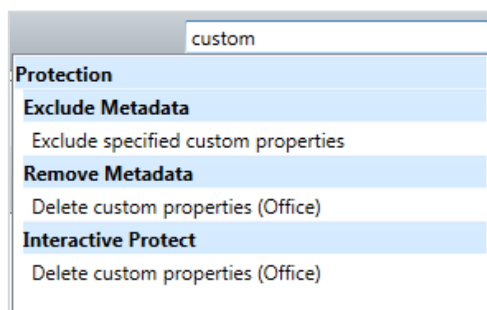 custom
Protection
Exclude Metadata
Exclude specified custom properties
Remove Metadata
Delete custom properties (Office)
Interactive Protect
Delete custom properties (Office)